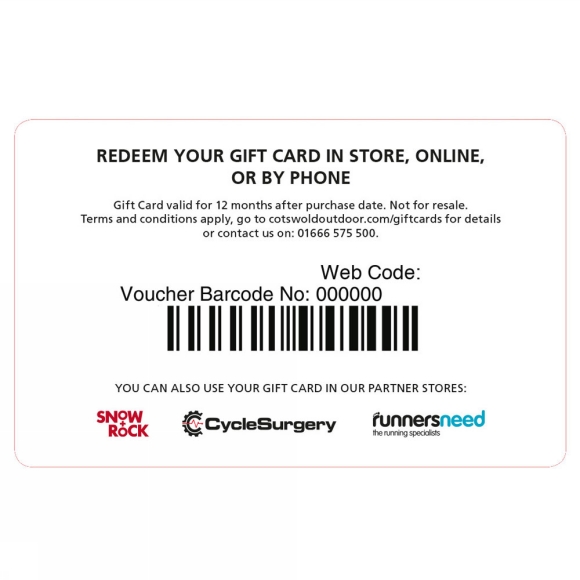 REDEEM YOUR GIFT CARD IN STORE, ONLINE,
OR BY PHONE
Gift Card valid for 12 months after purchase date. Not for resale.
Terms and conditions apply, go to cotswoldoutdoor.com/giftcards for details
or contact us on: 01666 575 500.
Web Code:
Voucher Barcode No: 000000
YOU CAN ALSO USE YOUR GIFT CARD IN OUR PARTNER STORES:
SNOW
+
ROCK
CycleSurgery
runnersneed
the running specialists